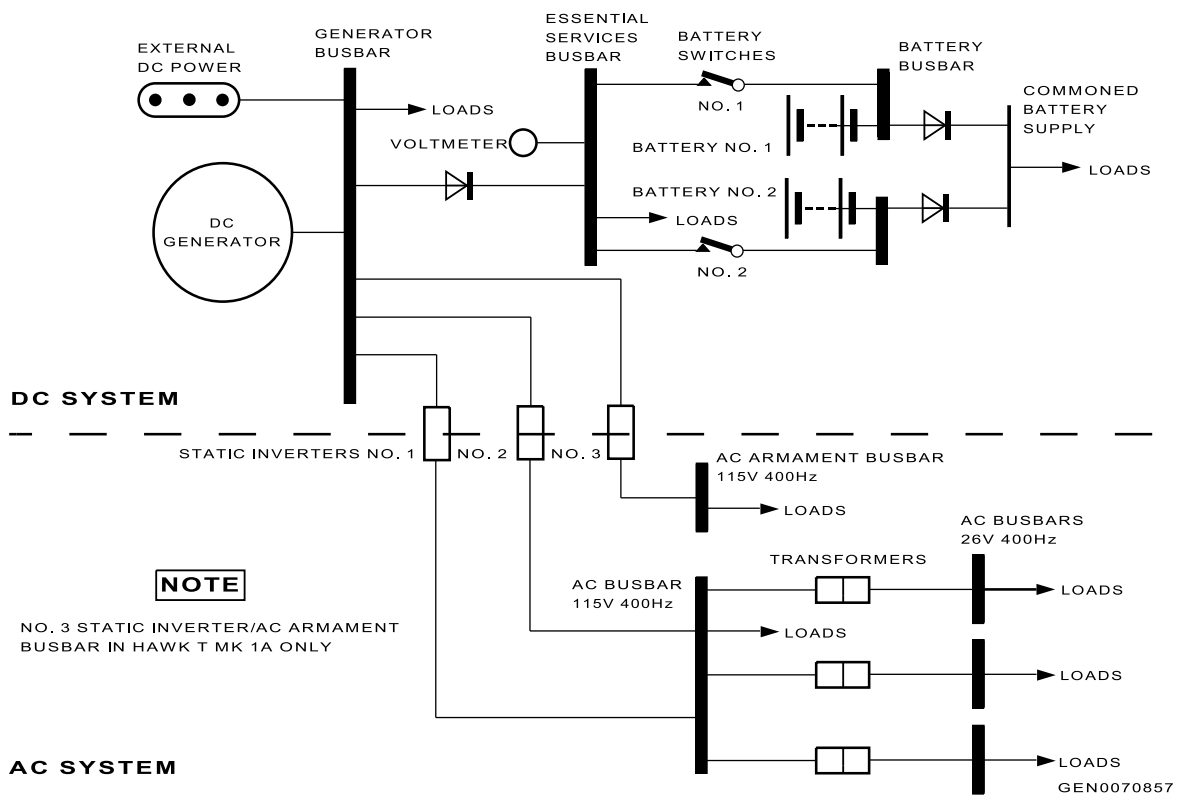 EXTERNAL
DC POWER
GENERATOR
BUSBAR
ESSENTIAL
SERVICES
BUSBAR
BATTERY
SWITCHES
BATTERY
BUSBAR
COMMONED
BATTERY
SUPPLY
LOADS
NO. 1
VOLTMETER
BATTERY NO. 1
LOADS
BATTERY NO. 2
DC
GENERATOR
LOADS
NO. 2
DC SYSTEM
STATIC INVERTERS NO. 1
NO. 2
NO. 3
AC ARMAMENT BUSBAR
115V 400Hz
LOADS
AC BUSBARS
26V 400Hz
TRANSFORMERS
NOTE
AC BUSBAR
115V 400Hz
LOADS
NO. 3 STATIC INVERTER/AC ARMAMENT
BUSBAR IN HAWK T MK 1A ONLY
LOADS
LOADS
AC SYSTEM
LOADS
GEN0070857